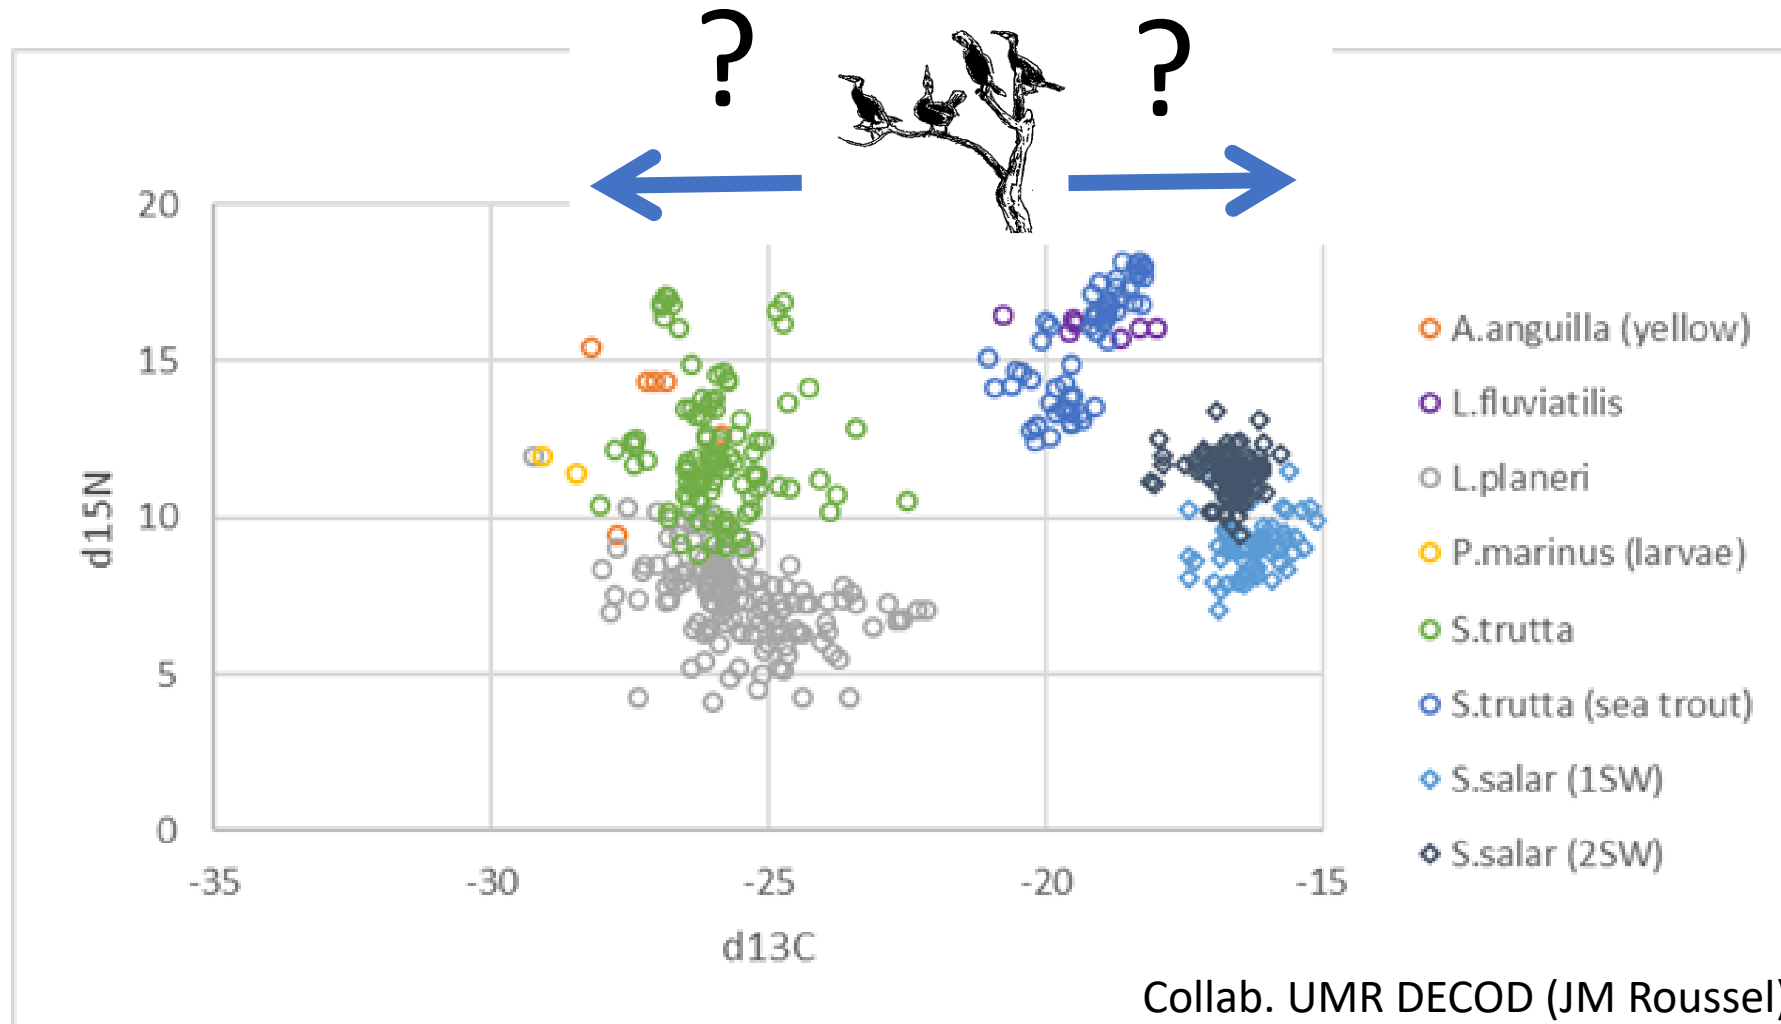 ? ?
20
15
10
5
0
-35 -30 -25 -20 -15
d15N
d13C
A.anguilla (yellow)
L.fluviatilis
L.planeri
P.marinus (larvae)
S.trutta
S.trutta (sea trout)
S.salar (1SW)
S.salar (2SW)
Collab. UMR DECOD (JM Roussel)